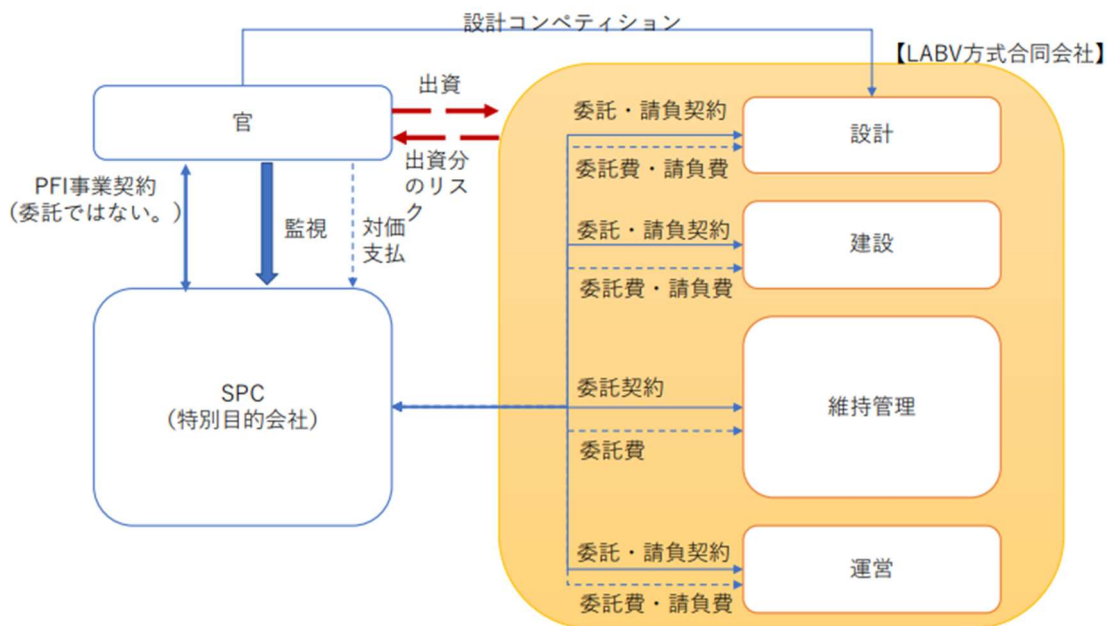 設計コンペティション
【LABV方式合同会社】
官
出資
出資分
のリス
ク
PFI事業契約
(委託ではない。)
監視
対価
支払
SPC
(特別目的会社)
委託・請負契約
委託費・請負費
設計
委託・請負契約
委託費・請負費
建設
委託契約
委託費
維持管理
委託・請負契約
委託費・請負費
運営